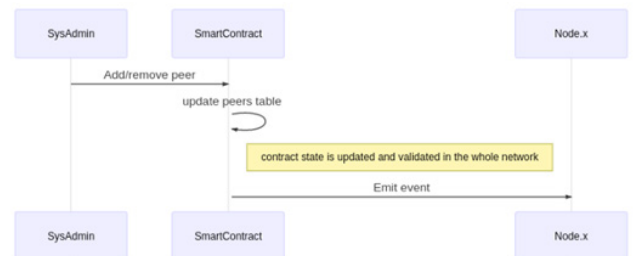 SysAdmin
SmartContract
Node.x
Add/remove peer
update peers table
contract state is updated and validated in the whole network
Emit event
SysAdmin
SmartContract
Node.x